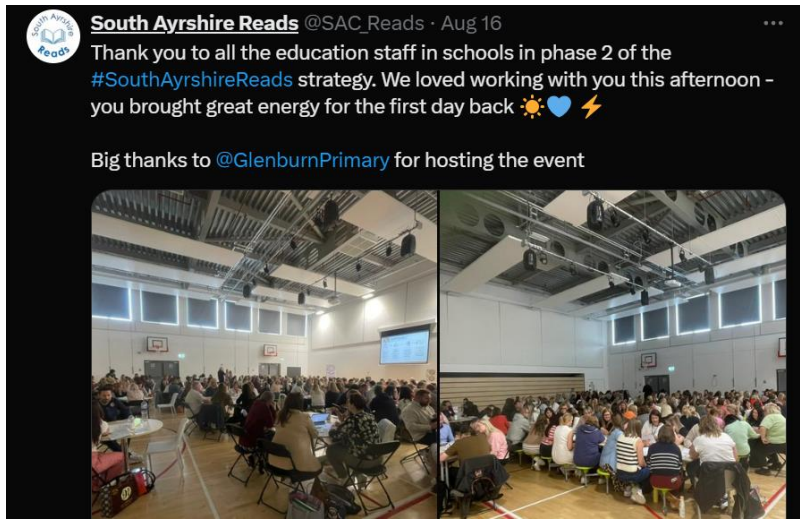 South Ayrshire Reads
South Ayrshire Reads @SAC_Reads · Aug 16
Thank you to all the education staff in schools in phase 2 of the
#SouthAyrshireReads strategy. We loved working with you this afternoon -
you brought great energy for the first day back ☀️💙⚡
Big thanks to @GlenburnPrimary for hosting the event